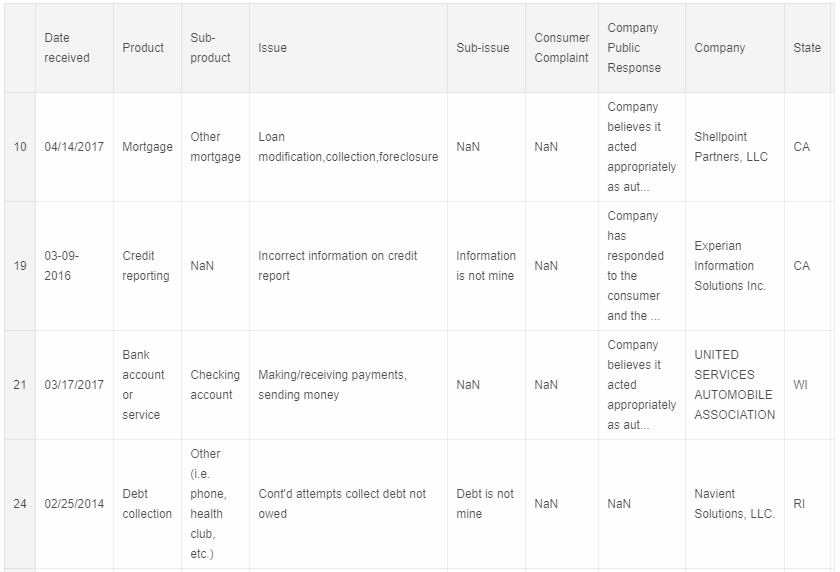 Date received Product Sub-product Issue Sub-issue Consumer Complaint Company Public Response Company State
10 04/14/2017 Mortgage Other mortgage Loan modification,collection,foreclosure NaN NaN Company believes it acted appropriately as aut... Shellpoint Partners, LLC CA
19 03-09-2016 Credit reporting NaN Incorrect information on credit report Information is not mine NaN Company has responded to the consumer and the ... Experian Information Solutions Inc. CA
21 03/17/2017 Bank account or service Checking account Making/receiving payments, sending money NaN NaN Company believes it acted appropriately as aut... UNITED SERVICES AUTOMOBILE ASSOCIATION WI
24 02/25/2014 Debt collection Other (i.e. phone, health club, etc.) Cont'd attempts collect debt not owed Debt is not mine NaN NaN Navient Solutions, LLC. RI